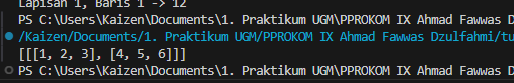 Lapisan 1, Baris 1 -> 12
PS C:\Users\Kaizen\Documents\1. Praktikum UGM\PPROKOM IX Ahmad Fawwas D
/Kaizen/Documents/1. Praktikum UGM/PPROKOM IX Ahmad Fawwas Dzulfahmi/tu
[[[1, 2, 3], [4, 5, 6]]]
PS C:\Users\Kaizen\Documents\1. Praktikum UGM\PPROKOM IX Ahmad Fawwas D